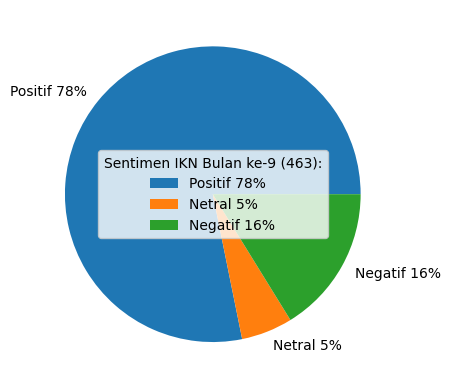 Positif 78%
Sentimen IKN Bulan ke-9 (463):
Positif 78%
Netral 5%
Negatif 16%
Negatif 16%
Netral 5%